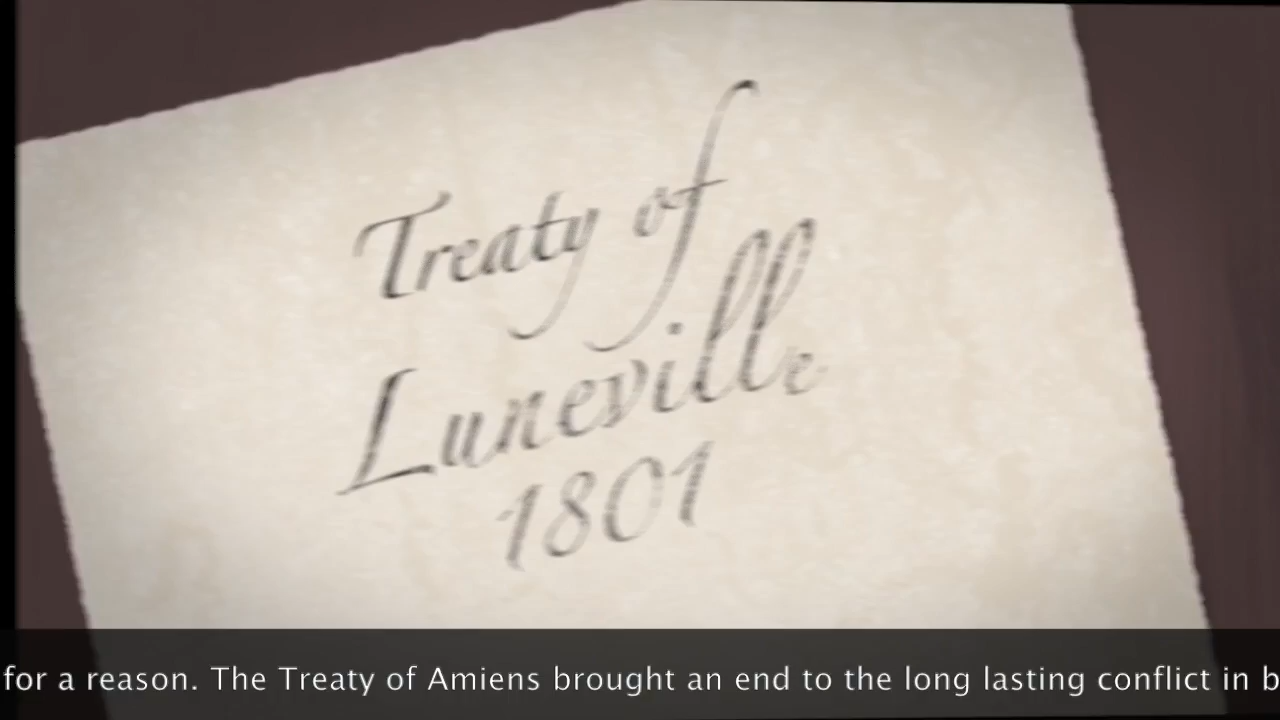 Treaty of
Luneville
1801
for a reason. The Treaty of Amiens brought an end to the long lasting conflict in b